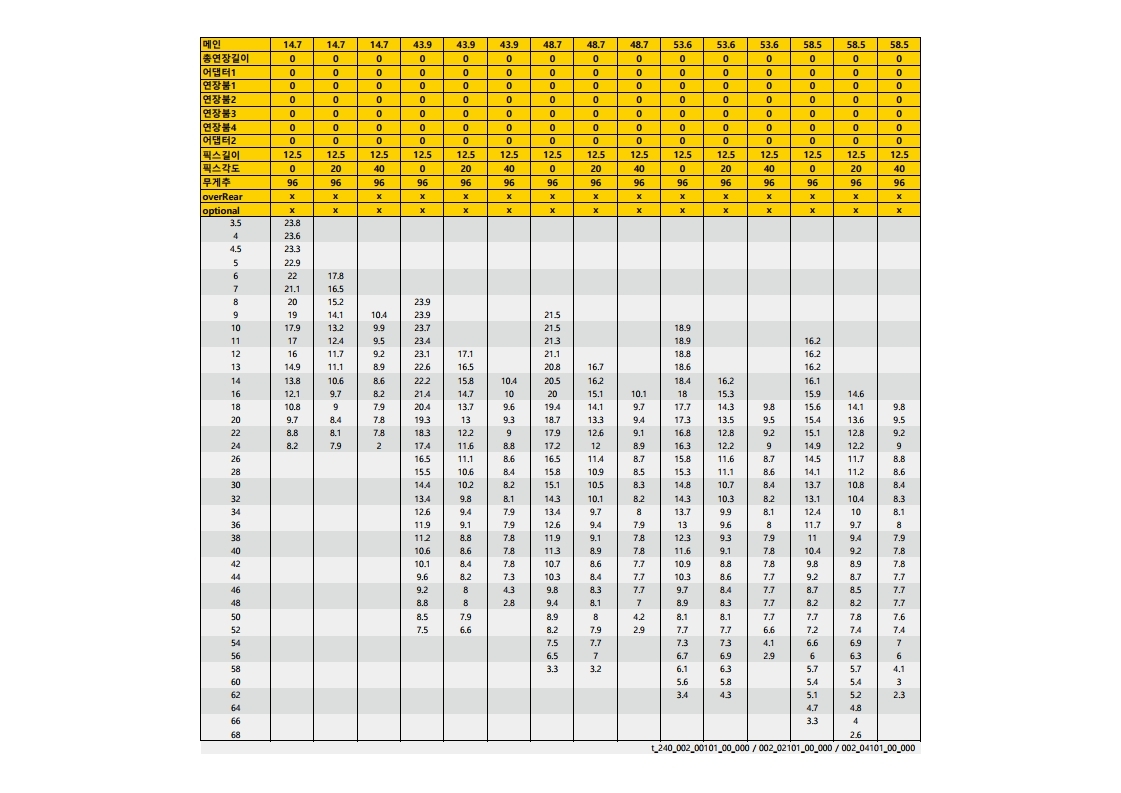 메인 14.7 14.7 14.7 43.9 43.9 43.9 48.7 48.7 48.7 53.6 53.6 53.6 58.5 58.5 58.5
총연장길이 0 0 0 0 0 0 0 0 0 0 0 0 0 0 0
어댑터1 0 0 0 0 0 0 0 0 0 0 0 0 0 0 0
연장붐1 0 0 0 0 0 0 0 0 0 0 0 0 0 0 0
연장붐2 0 0 0 0 0 0 0 0 0 0 0 0 0 0 0
연장붐3 0 0 0 0 0 0 0 0 0 0 0 0 0 0 0
연장붐4 0 0 0 0 0 0 0 0 0 0 0 0 0 0 0
어댑터2 0 0 0 0 0 0 0 0 0 0 0 0 0 0 0
픽스길이 12.5 12.5 12.5 12.5 12.5 12.5 12.5 12.5 12.5 12.5 12.5 12.5 12.5 12.5 12.5
픽스각도 0 20 40 0 20 40 0 20 40 0 20 40 0 20 40
무게추 96 96 96 96 96 96 96 96 96 96 96 96 96 96 96
overRear x x x x x x x x x x x x x x x
optional x x x x x x x x x x x x x x x
3.5 23.8
4 23.6
4.5 23.3
5 22.9
6 22 17.8
7 21.1 16.5
8 20 15.2 23.9
9 19 14.1 10.4 23.9 21.5
10 17.9 13.2 9.9 23.7 21.5 18.9
11 17 12.4 9.5 23.4 21.3 18.9 16.2
12 16 11.7 9.2 23.1 17.1 21.1 18.8 16.2
13 14.9 11.1 8.9 22.6 16.5 20.8 16.7 18.6 16.2
14 13.8 10.6 8.6 22.2 15.8 10.4 20.5 16.2 18.4 16.2 16.1
16 12.1 9.7 8.2 21.4 14.7 10 20 15.1 10.1 18 15.3 15.9 14.6
18 10.8 9 7.9 20.4 13.7 9.6 19.4 14.1 9.7 17.7 14.3 9.8 15.6 14.1 9.8
20 9.7 8.4 7.8 19.3 13 9.3 18.7 13.3 9.4 17.3 13.5 9.5 15.4 13.6 9.5
22 8.8 8.1 7.8 18.3 12.2 9 17.9 12.6 9.1 16.8 12.8 9.2 15.1 12.8 9.2
24 8.2 7.9 2 17.4 11.6 8.8 17.2 12 8.9 16.3 12.2 9 14.9 12.2 9
26 16.5 11.1 8.6 16.5 11.4 8.7 15.8 11.6 8.7 14.5 11.7 8.8
28 15.5 10.6 8.4 15.8 10.9 8.5 15.3 11.1 8.6 14.1 11.2 8.6
30 14.4 10.2 8.2 15.1 10.5 8.3 14.8 10.7 8.4 13.7 10.8 8.4
32 13.4 9.8 8.1 14.3 10.1 8.2 14.3 10.3 8.2 13.1 10.4 8.3
34 12.6 9.4 7.9 13.4 9.7 8 13.7 9.9 8.1 12.4 10 8.1
36 11.9 9.1 7.9 12.6 9.4 7.9 13 9.6 8 11.7 9.7 8
38 11.2 8.8 7.8 11.9 9.1 7.8 12.3 9.3 7.9 11 9.4 7.9
40 10.6 8.6 7.8 11.3 8.9 7.8 11.6 9.1 7.8 10.4 9.2 7.8
42 10.1 8.4 7.8 10.7 8.6 7.7 10.9 8.8 7.8 9.8 8.9 7.8
44 9.6 8.2 7.3 10.3 8.4 7.7 10.3 8.6 7.7 9.2 8.7 7.7
46 9.2 8 4.3 9.8 8.3 7.7 9.7 8.4 7.7 8.7 8.5 7.7
48 8.8 8 2.8 9.4 8.1 7 8.9 8.3 7.7 8.2 8.2 7.7
50 8.5 7.9 8.9 8 4.2 8.1 8.1 7.7 7.7 7.8 7.6
52 7.5 6.6 8.2 7.9 2.9 7.7 7.7 6.6 7.2 7.4 7.4
54 7.5 7.7 7.3 7.3 4.1 6.6 6.9 7
56 6.5 7 6.7 6.9 2.9 6 6.3 6
58 3.3 3.2 6.1 6.3 5.7 5.7 4.1
60 5.6 5.8 5.4 5.4 3
62 3.4 4.3 5.1 5.2 2.3
64 4.7 4.8
66 3.3 4
68 2.6
t_240_002_00101_00_000 / 002_02101_00_000 / 002_04101_00_000